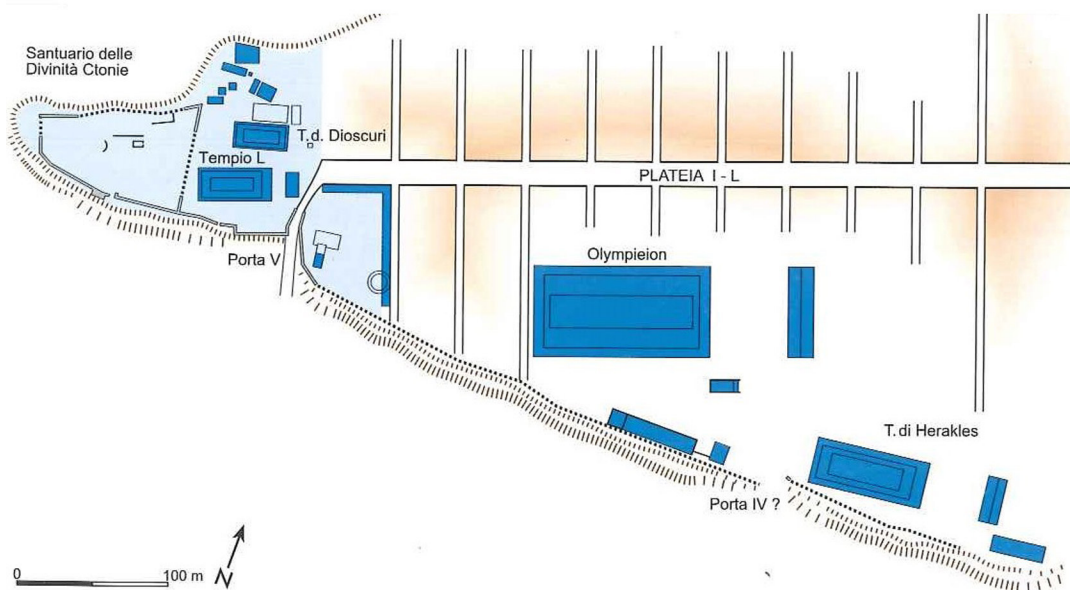 Santuario delle
Divinità Ctonie
T. d. Dioscuri
Tempio L
PLATEIA I - L
Porta V
Olympieion
T. di Herakles
Porta IV ?
0
100 m
N